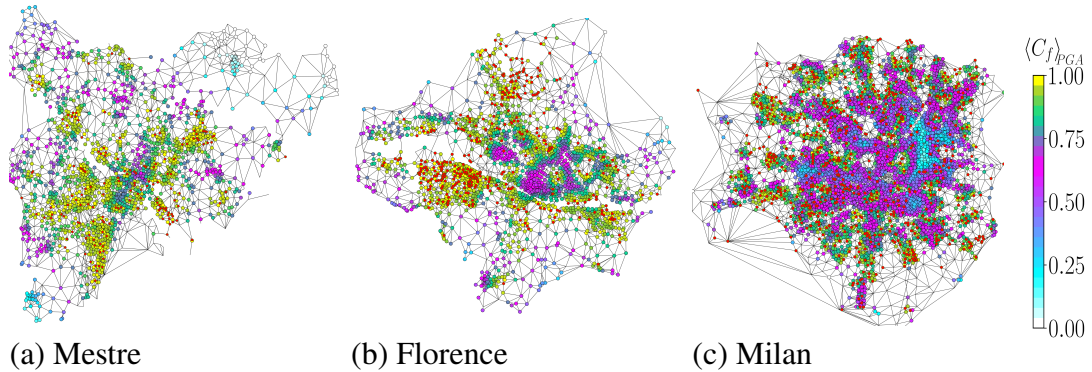 ⟨C_f⟩_PGA
1.00
0.75
0.50
0.25
0.00
(a) Mestre
(b) Florence
(c) Milan